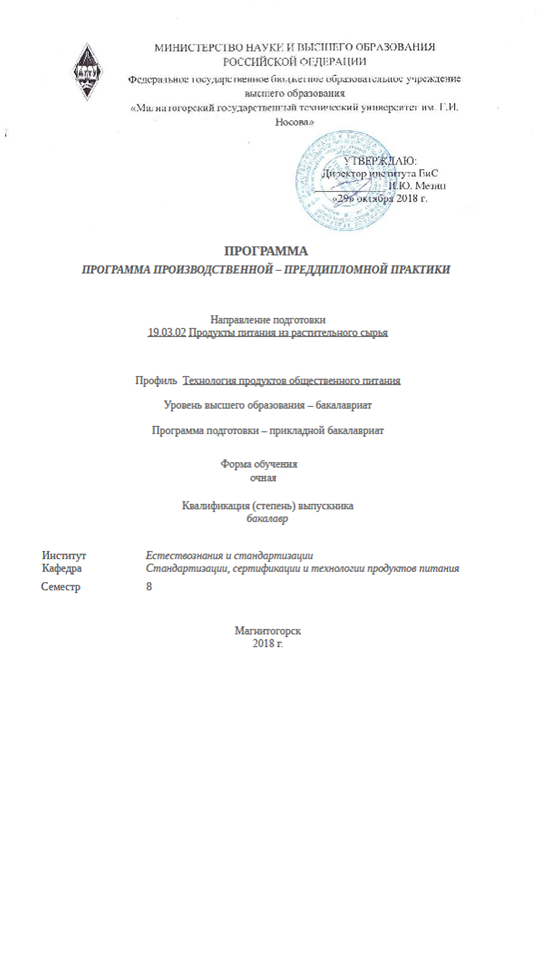 МИНИСТЕРСТВО НАУКИ И ВЫСШЕГО ОБРАЗОВАНИЯ
РОССИЙСКОЙ ФЕДЕРАЦИИ
Федеральное государственное бюджетное образовательное учреждение
высшего образования
«Магнитогорский государственный технический университет им. Г.И.
Носова»
МГТУ
УТВЕРЖДАЮ:
Директор института ЕиС
И.Ю. Мезин
«29» октября 2018 г.
ПРОГРАММА
ПРОГРАММА ПРОИЗВОДСТВЕННОЙ – ПРЕДДИПЛОМНОЙ ПРАКТИКИ
Направление подготовки
19.03.02 Продукты питания из растительного сырья
Профиль Технология продуктов общественного питания
Уровень высшего образования – бакалавриат
Программа подготовки – прикладной бакалавриат
Форма обучения
очная
Квалификация (степень) выпускника
бакалавр
Институт Естествознания и стандартизации
Кафедра Стандартизации, сертификации и технологии продуктов питания
Семестр 8
Магнитогорск
2018 г.